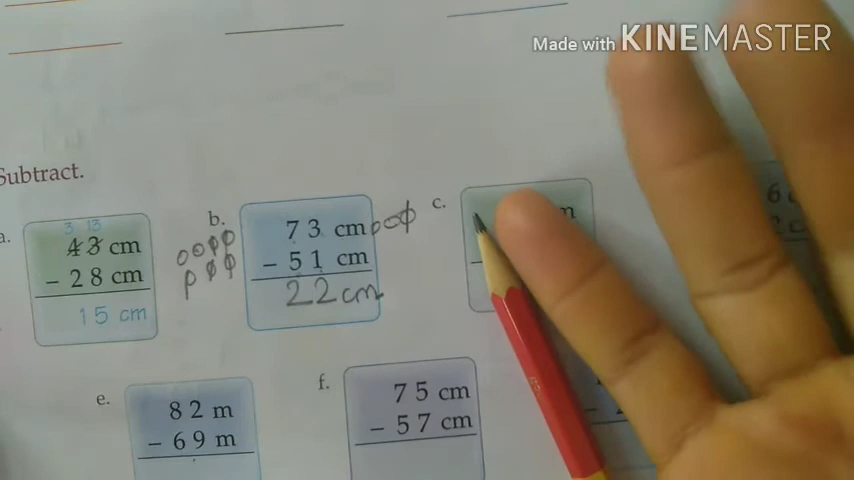 Made with KINEMASTER
Subtract.
a.
3 13
43 cm
- 28 cm
15 cm
b.
73 cm
- 51 cm
22 cm
c.
m
e.
82 m
- 69 m
f.
75 cm
- 57 cm